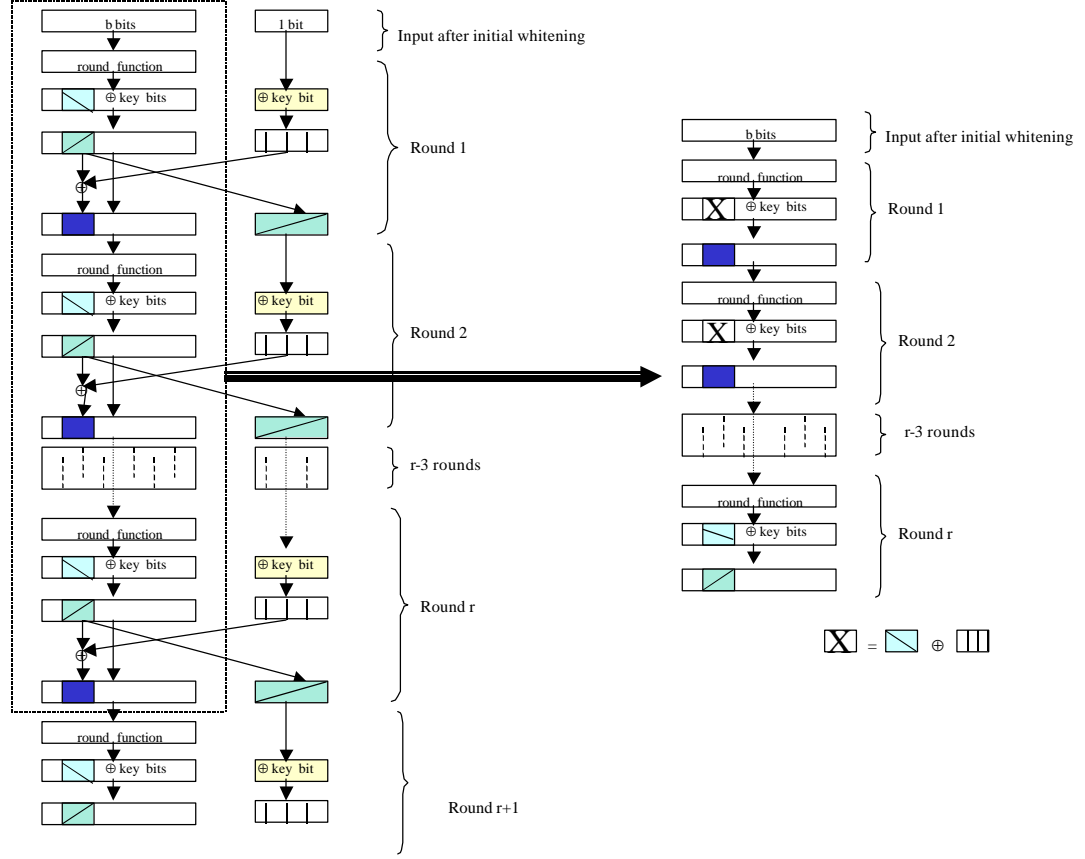 b bits
1 bit
Input after initial whitening
round function
⊕ key bits
⊕ key bit
Round 1
⊕
round function
⊕ key bits
⊕ key bit
Round 2
⊕
r-3 rounds
round function
⊕ key bits
⊕ key bit
Round r
⊕
round function
⊕ key bits
⊕ key bit
Round r+1
b bits
Input after initial whitening
round function
X ⊕ key bits
Round 1
round function
X ⊕ key bits
Round 2
r-3 rounds
round function
⊕ key bits
Round r
X = ⊕